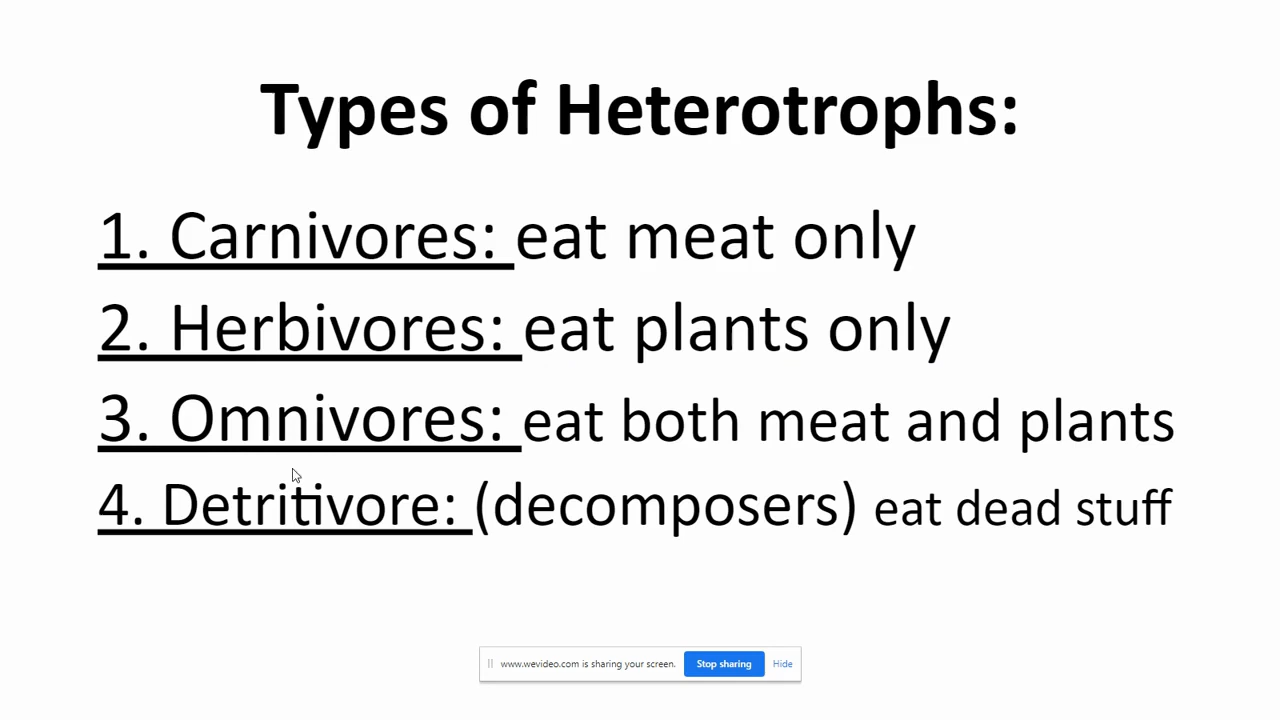 Types of Heterotrophs:
1. Carnivores: eat meat only
2. Herbivores: eat plants only
3. Omnivores: eat both meat and plants
4. Detritivore: (decomposers) eat dead stuff
www.wevideo.com is sharing your screen. Stop sharing Hide